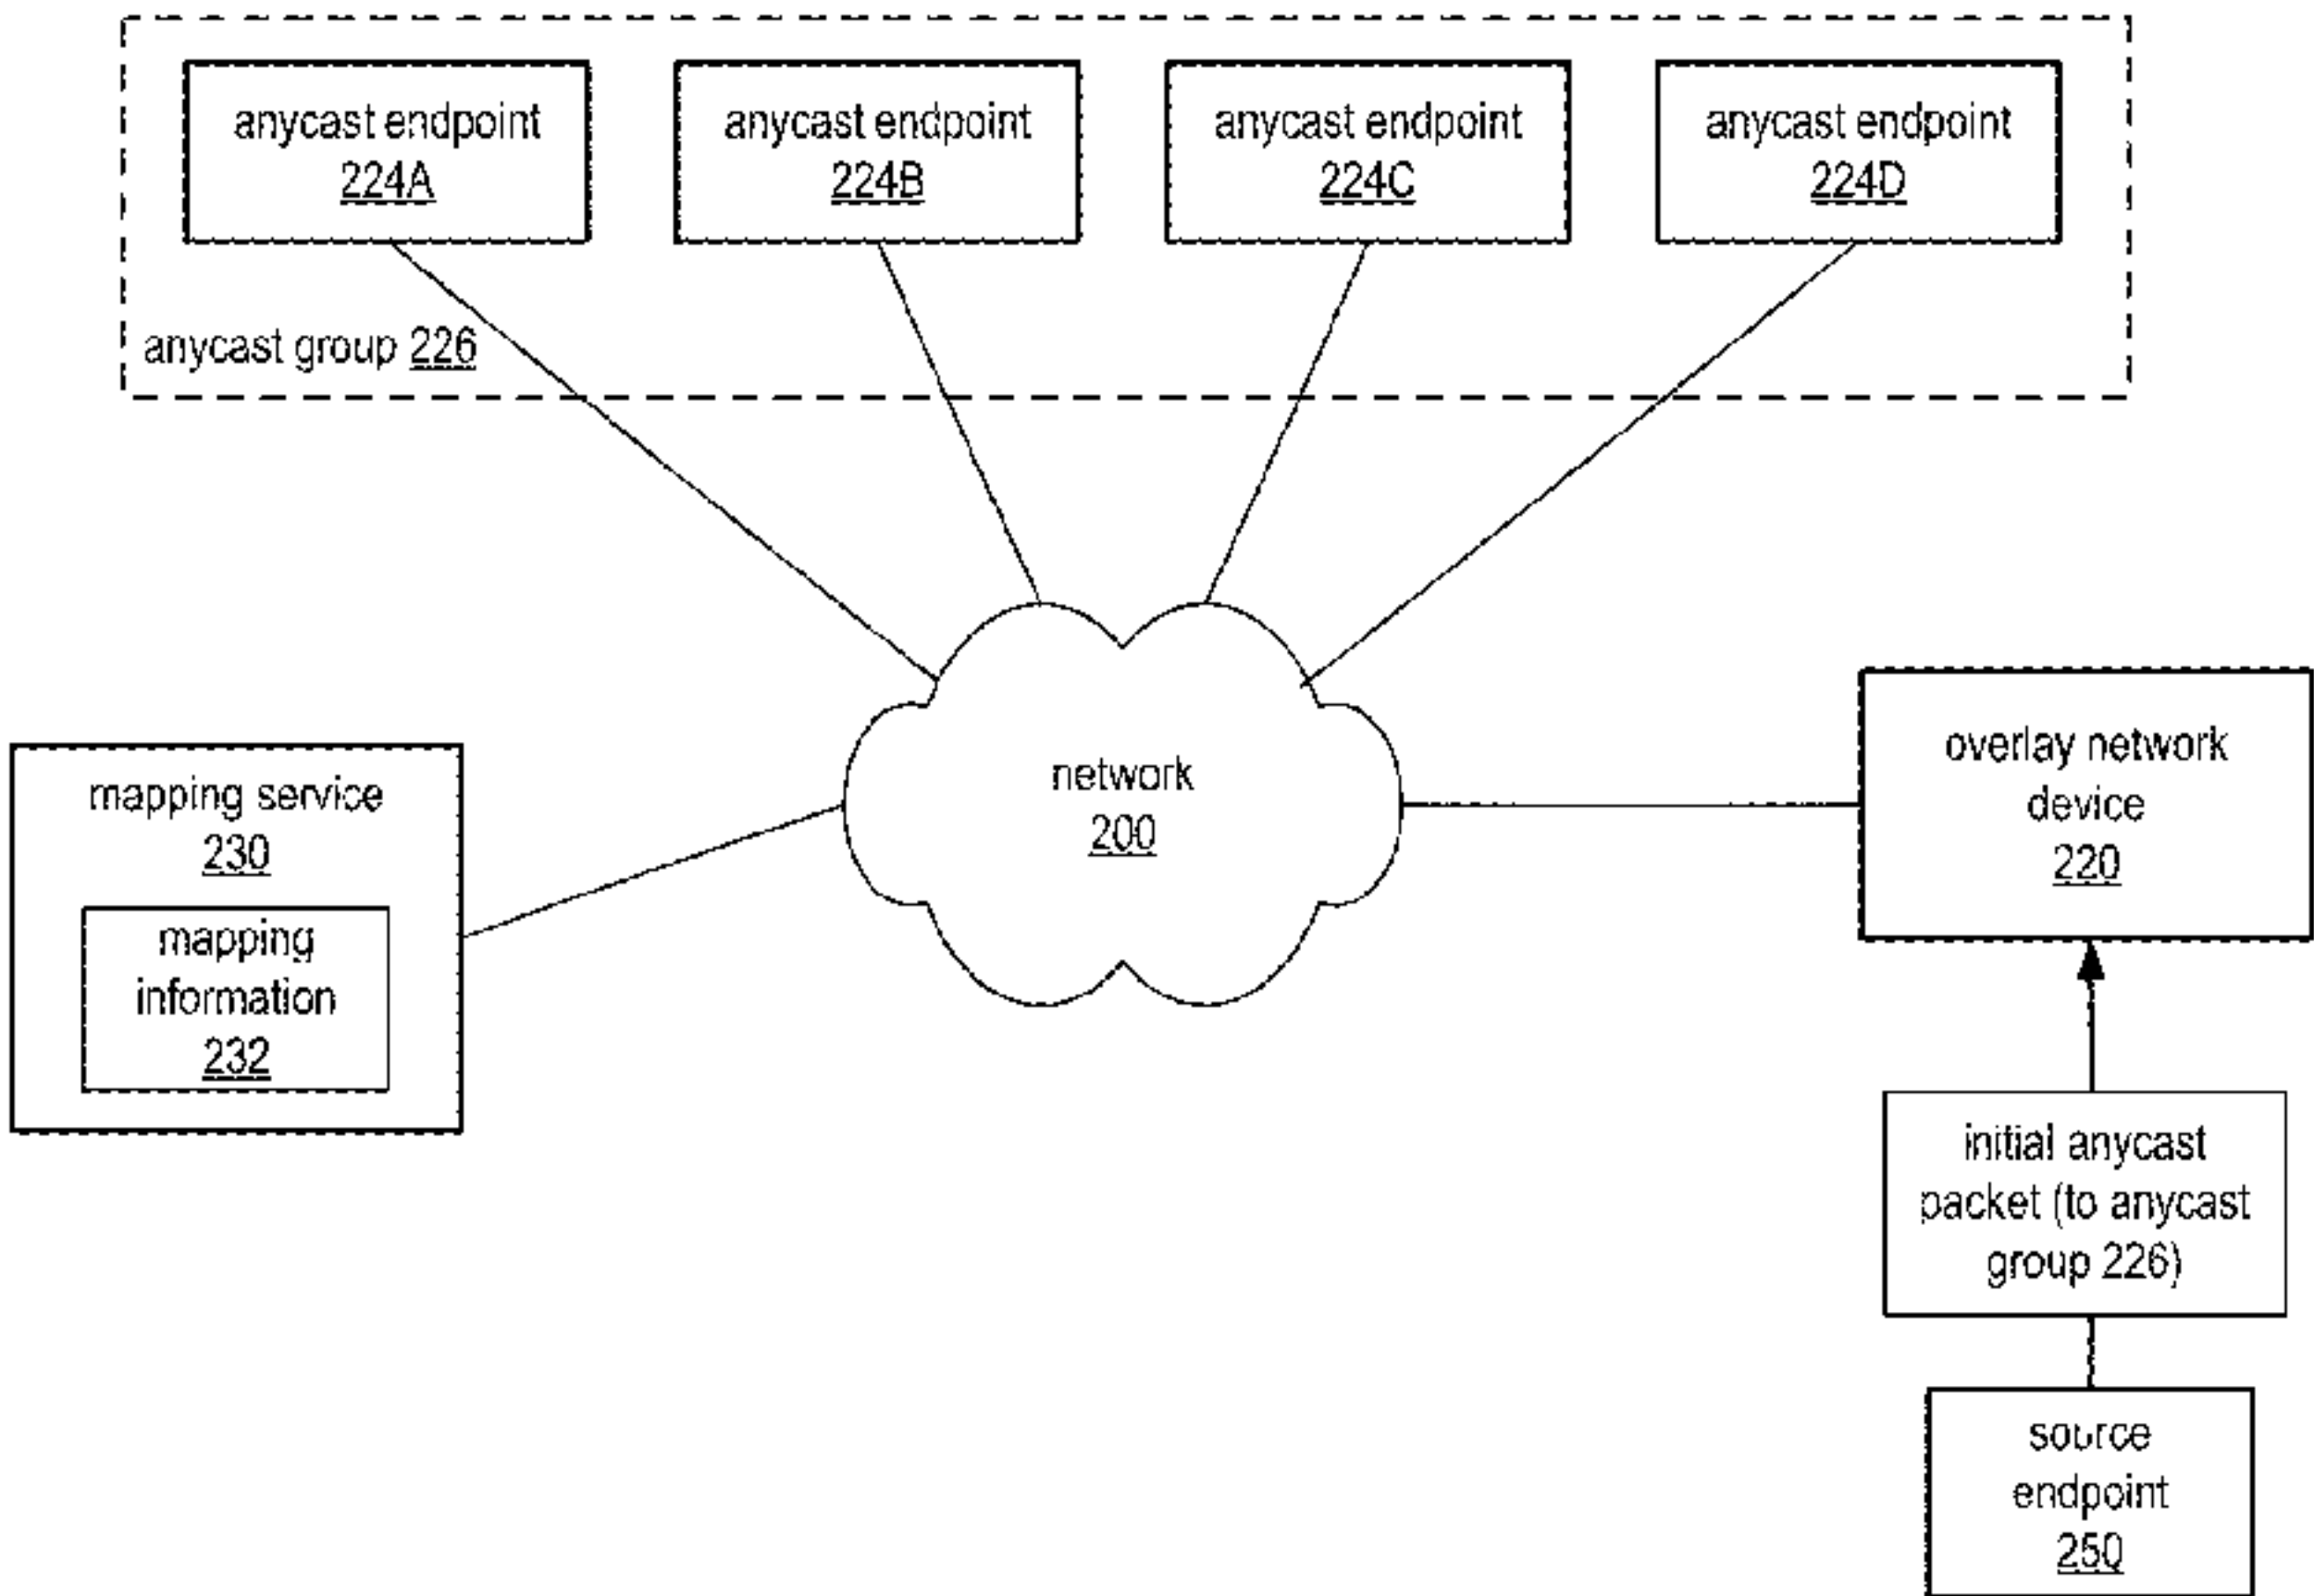 anycast endpoint
224A
anycast endpoint
224B
anycast endpoint
224C
anycast endpoint
224D
anycast group 226
network
200
overlay network
device
220
mapping service
230
mapping
information
232
initial anycast
packet (to anycast
group 226)
source
endpoint
250